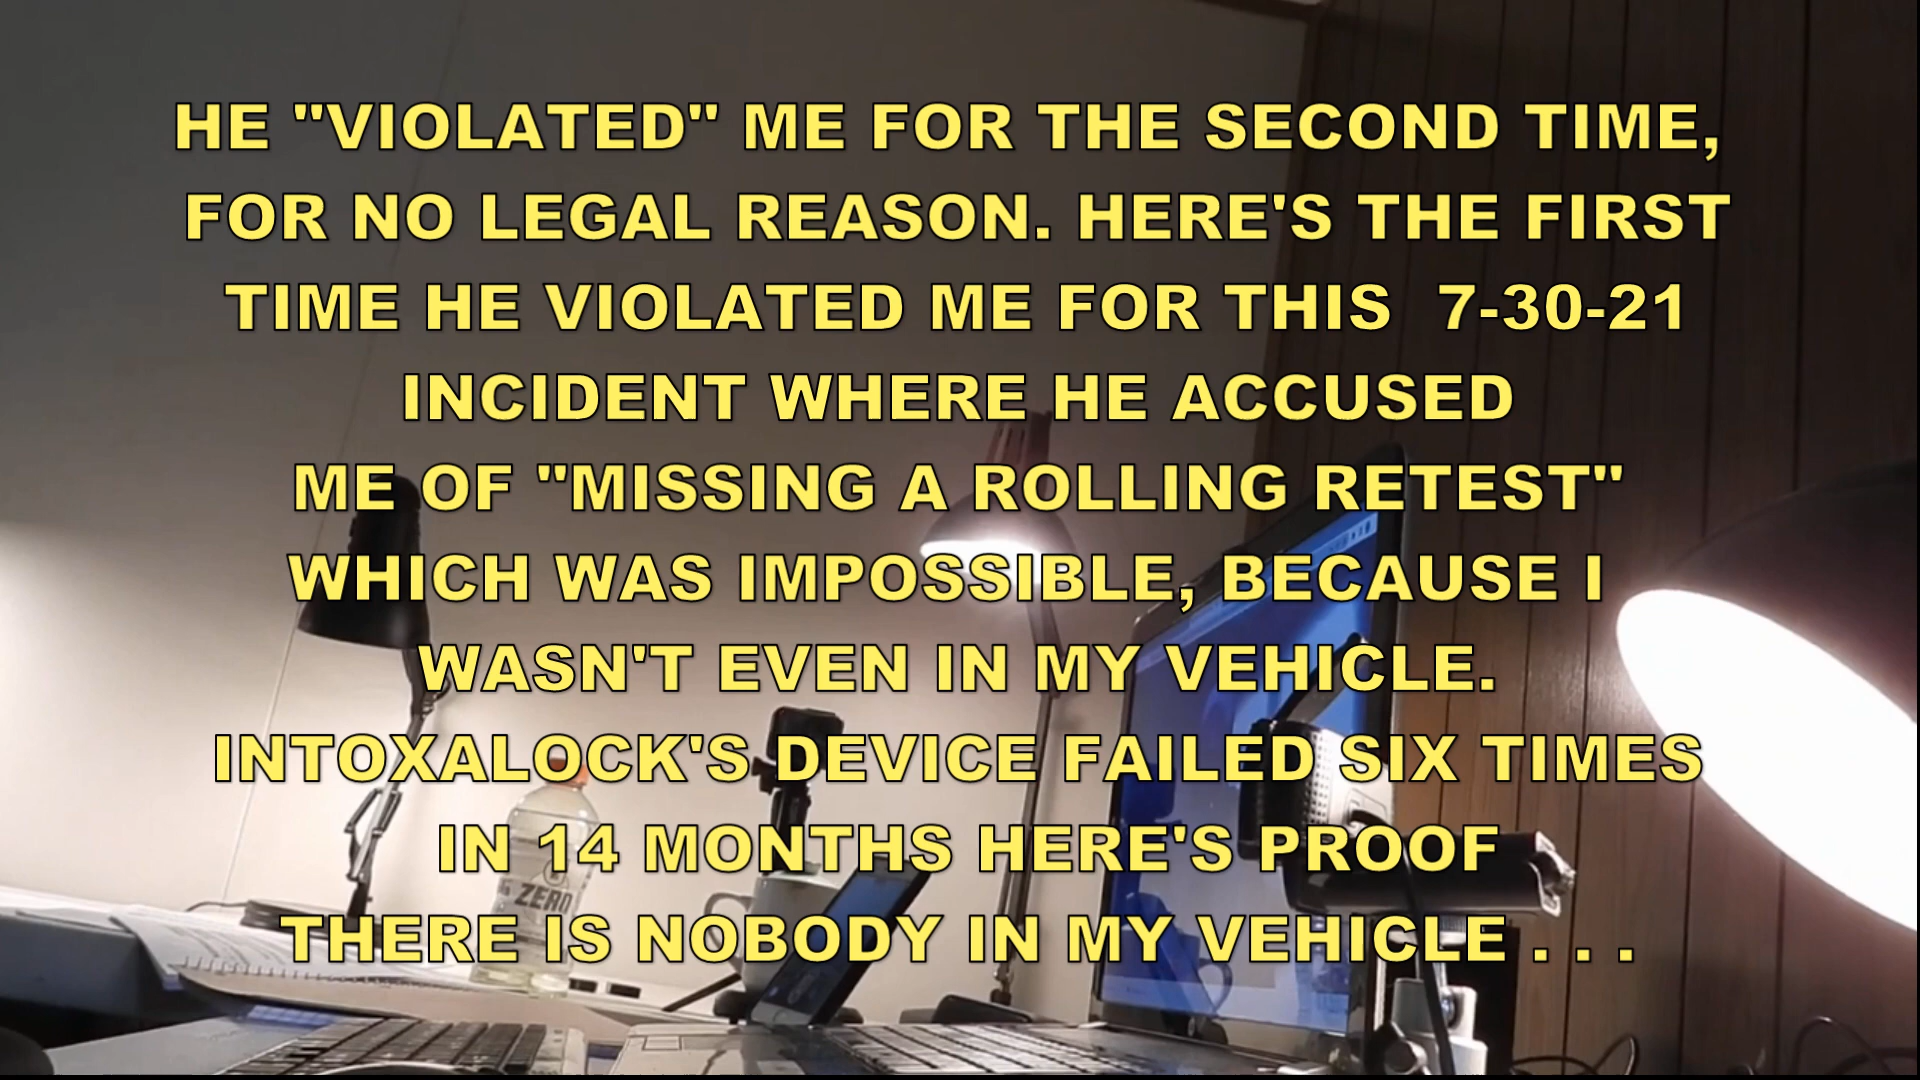 HE "VIOLATED" ME FOR THE SECOND TIME,
FOR NO LEGAL REASON. HERE'S THE FIRST
TIME HE VIOLATED ME FOR THIS  7-30-21
INCIDENT WHERE HE ACCUSED
ME OF "MISSING A ROLLING RETEST"
WHICH WAS IMPOSSIBLE, BECAUSE I
WASN'T EVEN IN MY VEHICLE.
INTOXALOCK'S DEVICE FAILED SIX TIMES
IN 14 MONTHS HERE'S PROOF
THERE IS NOBODY IN MY VEHICLE . . .
ZERO